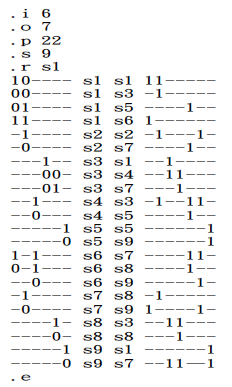 .i 6
.o 7
.p 22
.s 9
.r s1
10---- s1 s1 11-----
00---- s1 s3 -1-----
01---- s1 s5 ----1--
11---- s1 s6 1------
-1---- s2 s2 -1---1-
-0---- s2 s7 ----1--
---1-- s3 s1 --1----
---00- s3 s4 --11---
---01- s3 s7 ---1---
--1--- s4 s3 -1--11-
--0--- s4 s5 ----1--
-----1 s5 s5 ------1
-----0 s5 s9 ------1
1-1--- s6 s7 ----11-
0-1--- s6 s8 ----1--
--0--- s6 s9 -----1-
-1---- s7 s8 -1-----
-0---- s7 s9 1----1-
----1- s8 s3 --11---
----0- s8 s8 ---1---
-----1 s9 s1 ------1
-----0 s9 s7 --11--1
.e